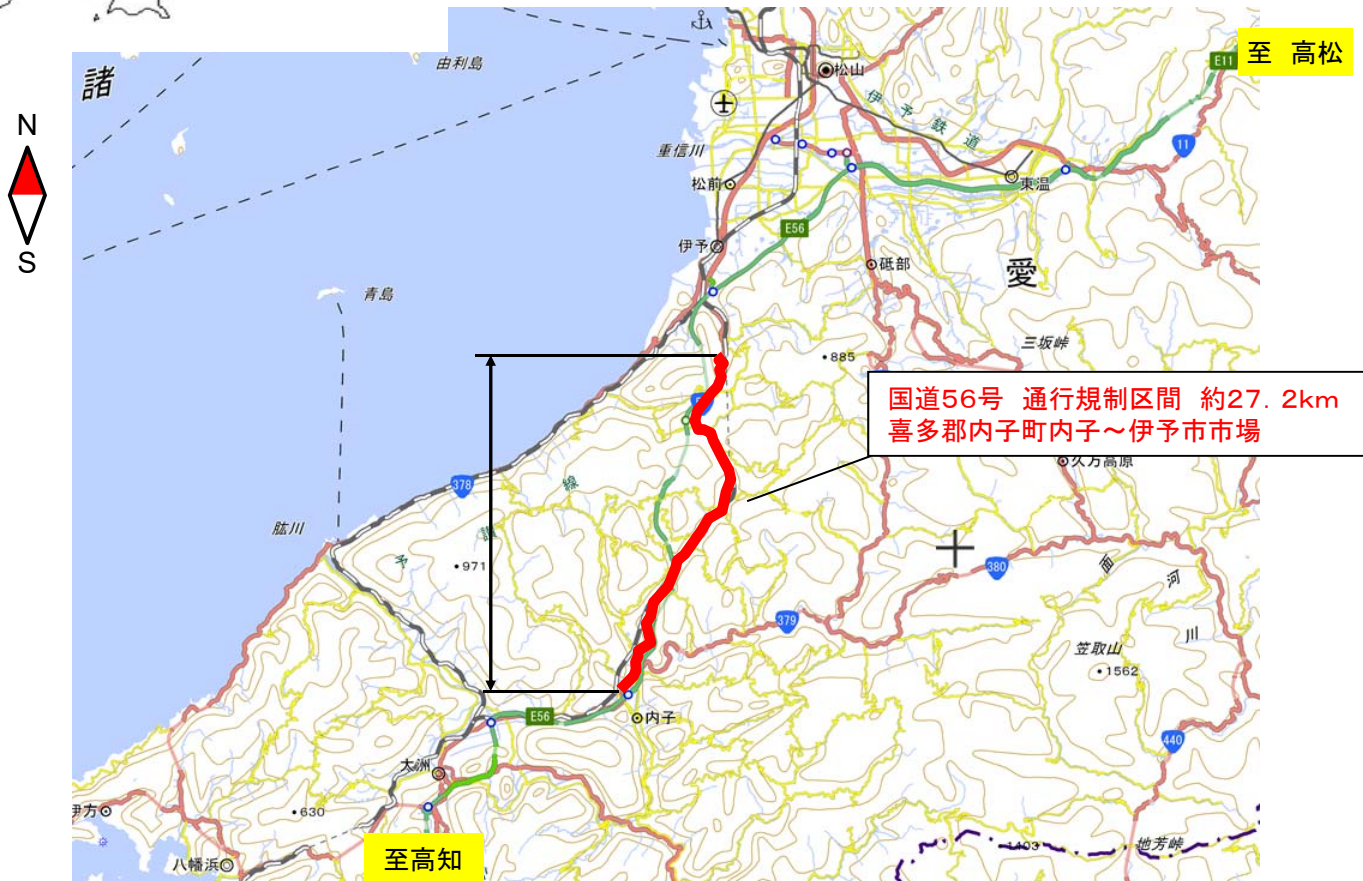 諸
由利島
松山
E11
至 高松
N
S
伊予鉄道
重信川
11
松前
東温
E56
伊予
砥部
愛
青島
三坂峠
885
国道56号 通行規制区間 約27．2km
喜多郡内子町内子～伊予市市場
久万高原
378
予讃線
肱川
971
380
面河川
379
笠取山
1562
E56
内子
440
大洲
630
八幡浜
至高知
1403
地芳峠